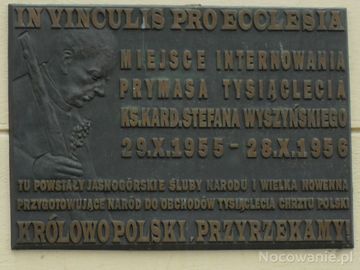 IN VINCULIS PRO ECCLESIA
MIEJSCE INTERNOWANIA
PRYMASA TYSIĄCLECIA
KS. KARD. STEFANA WYSZYŃSKIEGO
29.X.1955 - 28.X.1956
TU POWSTAŁY JASNOGÓRSKIE ŚLUBY NARODU I WIELKA NOWENNA
PRZYGOTOWUJĄCE NARÓD DO OBCHODÓW TYSIĄCLECIA CHRZTU POLSKI
KRÓLOWO POLSKI, PRZYRZEKAMY
Nocowanie.pl